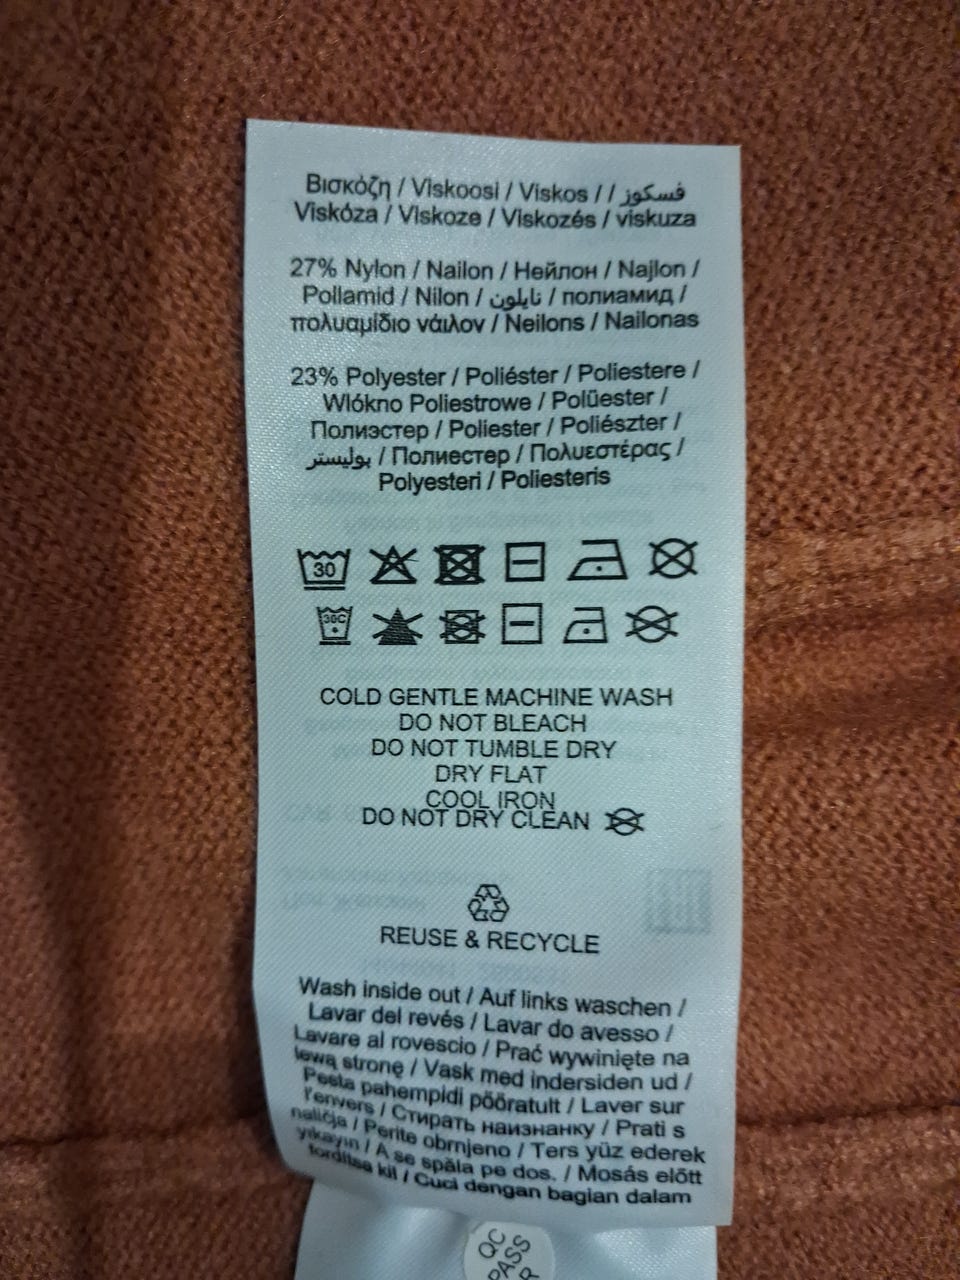 Βισκόζη / Viskoosi / Viskos / / فسكوز
Viskóza / Viskoze / Viskozés / viskuza
27% Nylon / Nailon / Нейлон / Najlon /
Poliamid / Nilon / نايلون / полиамид /
πολυαμίδιο νάιλον / Neilons / Nailonas
23% Polyester / Poliéster / Poliestere /
Wlókno Poliestrowe / Polüester /
Полиэстер / Poliester / Poliészter /
بوليستر / Полиестер / Πολυεστέρας /
Polyesteri / Poliesteris
30
30C
COLD GENTLE MACHINE WASH
DO NOT BLEACH
DO NOT TUMBLE DRY
DRY FLAT
COOL IRON
DO NOT DRY CLEAN
REUSE & RECYCLE
Wash inside out / Auf links waschen /
Lavar del revés / Lavar do avesso /
Lavare al rovescio / Prać wywinięte na
lewą stronę / Vask med indersiden ud /
Pesta pahempidi pööratult / Laver sur
l'envers / Стирать наизнанку / Prati s
naličja / Perite obrnjeno / Ters yüz ederek
yıkayın / A se spăla pe dos. / Mosás előtt
fordítsa ki! / Cuci dengan bagian dalam
QC
PASS